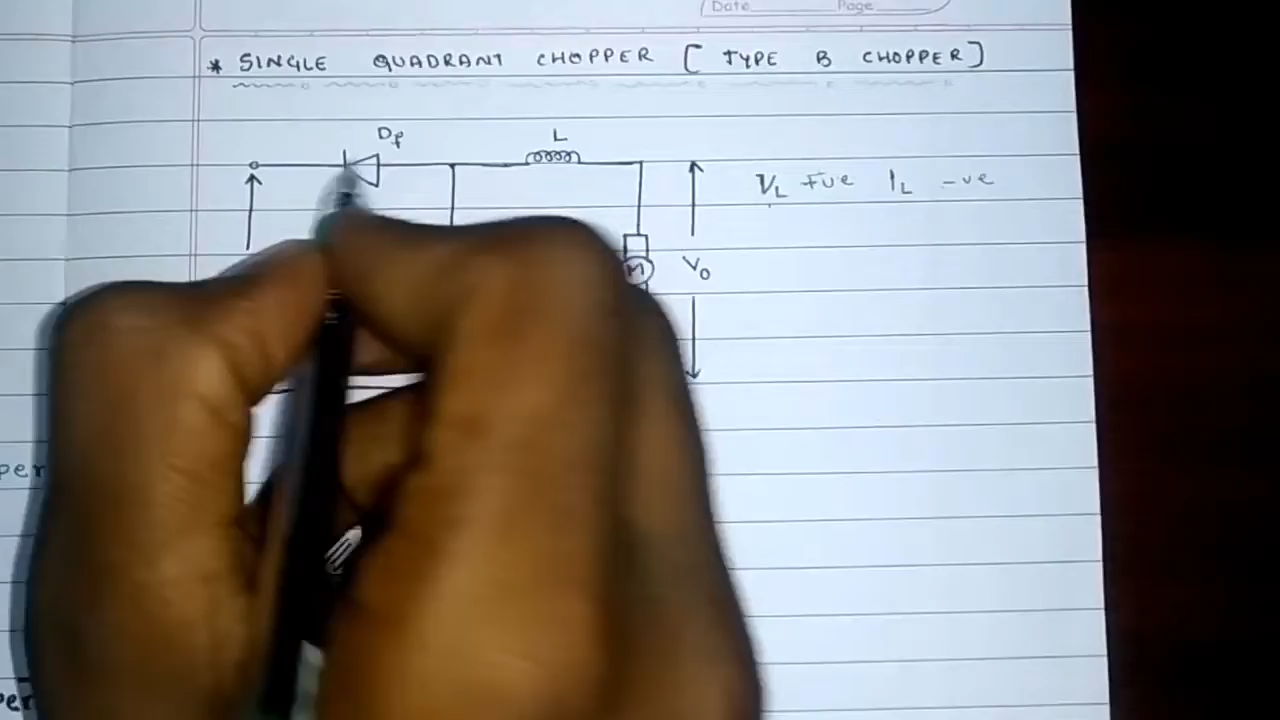 Date Page
* SINGLE QUADRANT CHOPPER [ TYPE B CHOPPER ]
Df L
VL +ve IL -ve
M V0
per
per